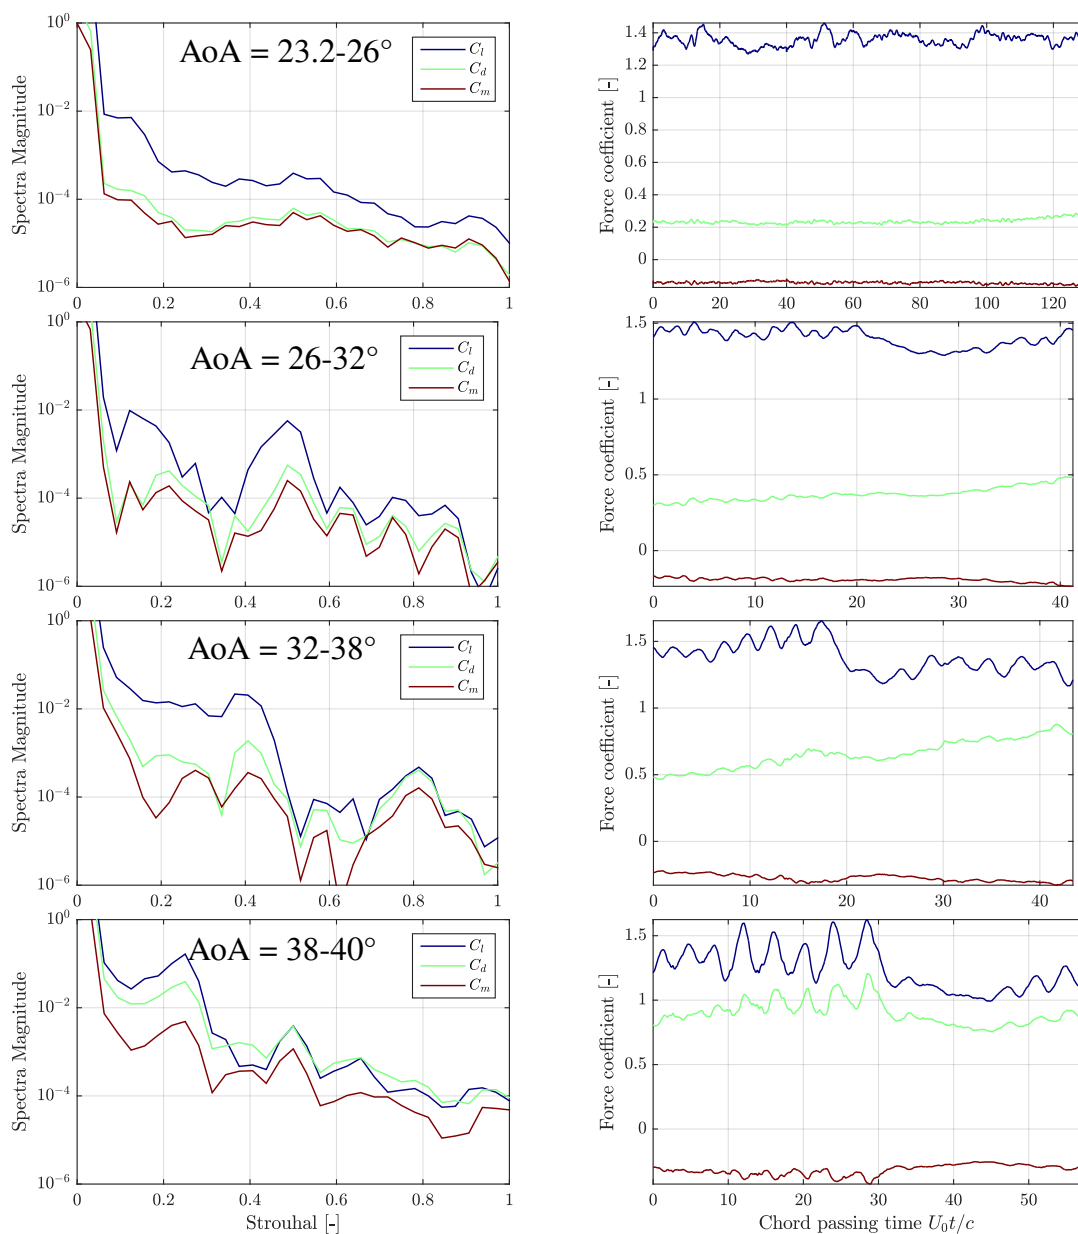 AoA = 23.2-26°
C_l
C_d
C_m
Spectra Magnitude
10^0
10^-2
10^-4
10^-6
0 0.2 0.4 0.6 0.8 1
Force coefficient [-]
1.4
1.2
1
1.4
0.6
0.2
0
0 20 40 60 80 100 120
AoA = 26-32°
C_l
C_d
C_m
Spectra Magnitude
10^0
10^-2
10^-4
10^-6
0 0.2 0.4 0.6 0.8 1
Force coefficient [-]
1.5
1
0.5
0
0 10 20 30 40
AoA = 32-38°
C_l
C_d
C_m
Spectra Magnitude
10^0
10^-2
10^-4
10^-6
0 0.2 0.4 0.6 0.8 1
Force coefficient [-]
1.5
1
0.5
0
0 10 20 30 40
AoA = 38-40°
C_l
C_d
C_m
Spectra Magnitude
10^0
10^-2
10^-4
10^-6
0 0.2 0.4 0.6 0.8 1
Strouhal [-]
Force coefficient [-]
1.5
1
0.5
0
0 10 20 30 40 50
Chord passing time U_0t/c